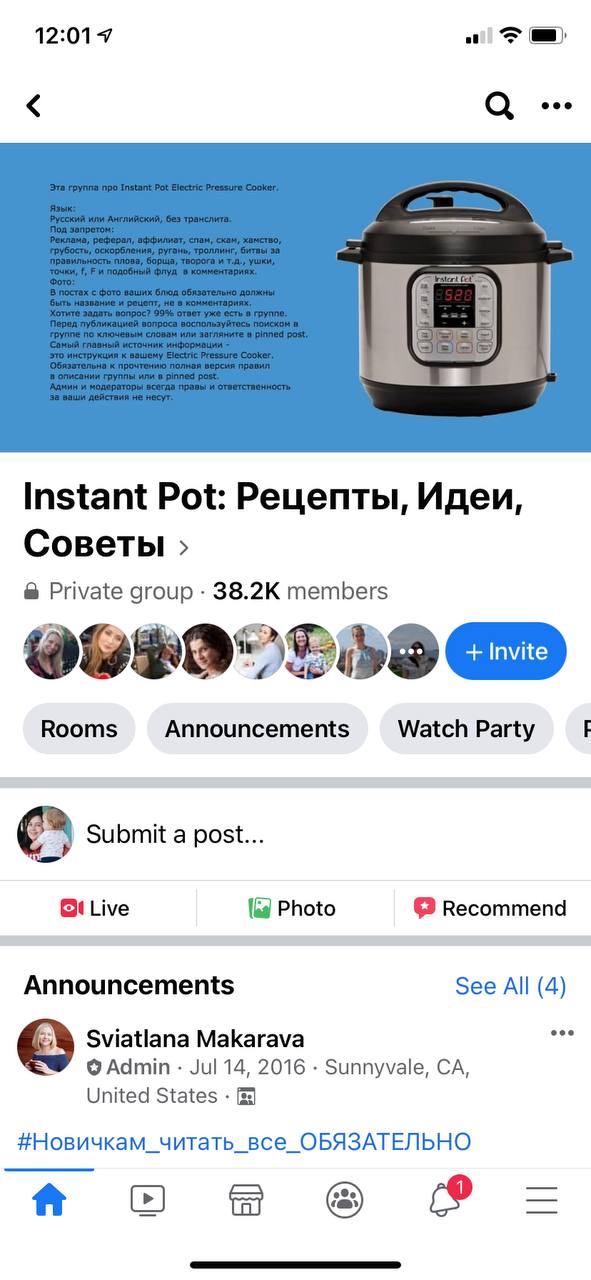 12:01
Эта группа про Instant Pot Electric Pressure Cooker.
Язык:
Русский или Английский, без транслита.
Под запретом:
Реклама, реферал, аффилиат, спам, скам, хамство,
грубость, оскорбления, ругань, троллинг, битвы за
правильность плова, борща, творога и т.д., ушки,
точки, f, F и подобный флуд в комментариях.
Фото:
В постах с фото ваших блюд обязательно должны
быть название и рецепт, не в комментариях.
Хотите задать вопрос? 99% ответ уже есть в группе.
Перед публикацией вопроса воспользуйтесь поиском в
группе по ключевым словам или загляните в pinned post.
Самый главный источник информации -
это инструкция к вашему Electric Pressure Cooker.
Обязательна к прочтению полная версия правил
в описании группы или в pinned post.
Админ и модераторы всегда правы и ответственность
за ваши действия не несут.
Instant Pot
Instant Pot: Рецепты, Идеи,
Советы
Private group · 38.2K members
+ Invite
Rooms Announcements Watch Party
Submit a post...
Live Photo Recommend
Announcements See All (4)
Sviatlana Makarava
Admin · Jul 14, 2016 · Sunnyvale, CA,
United States ·
#Новичкам_читать_все_ОБЯЗАТЕЛЬНО
1